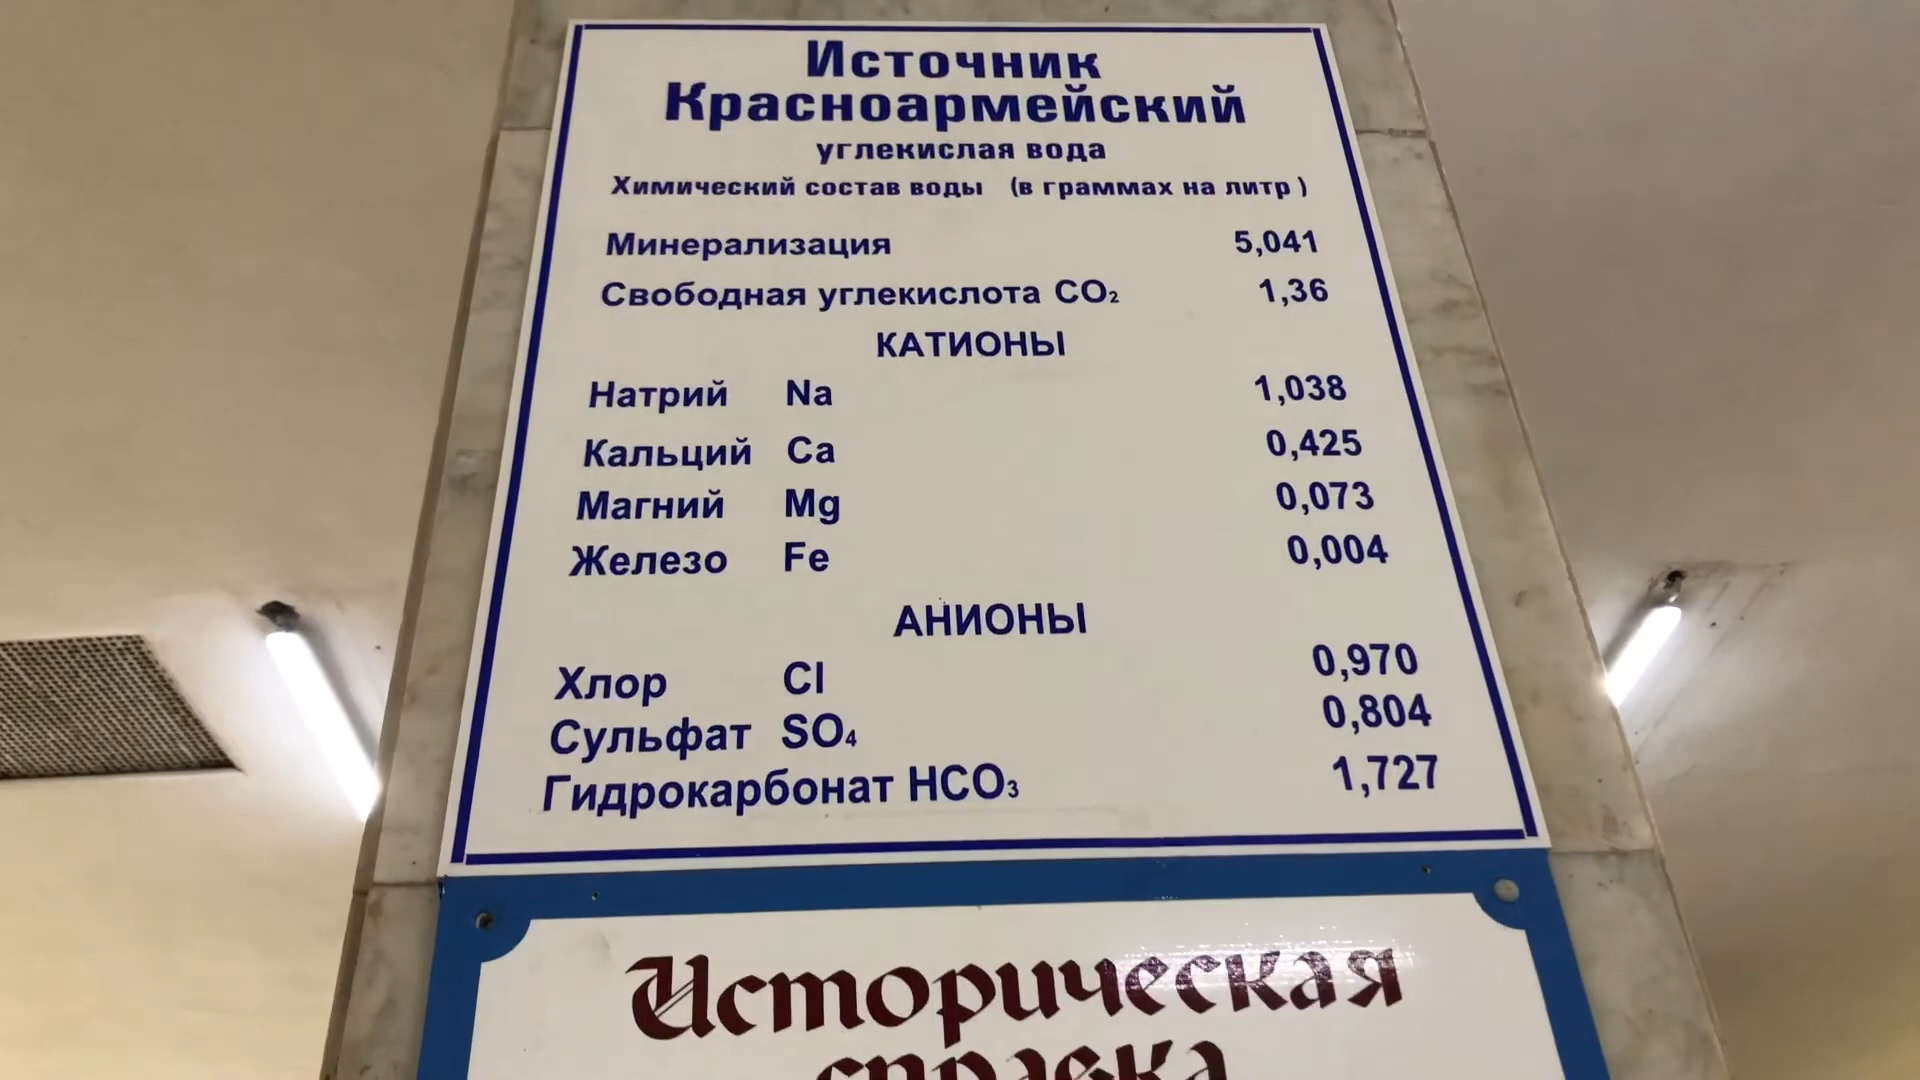 Источник
Красноармейский
углекислая вода
Химический состав воды (в граммах на литр)
Минерализация 5,041
Свободная углекислота CO₂ 1,36
КАТИОНЫ
Натрий Na 1,038
Кальций Ca 0,425
Магний Mg 0,073
Железо Fe 0,004
АНИОНЫ
Хлор Cl 0,970
Сульфат SO₄ 0,804
Гидрокарбонат HCO₃ 1,727
Историческая
справка